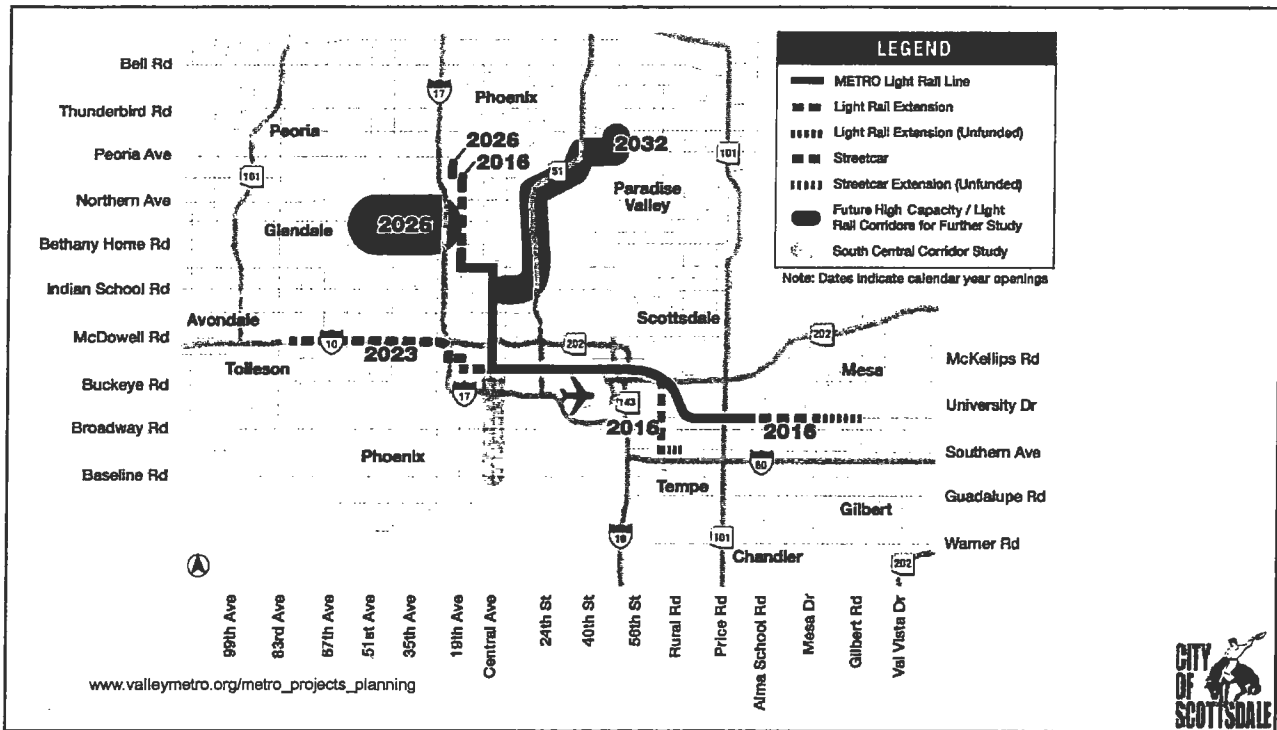 LEGEND
METRO Light Rail Line
Light Rail Extension
Light Rail Extension (Unfunded)
Streetcar
Streetcar Extension (Unfunded)
Future High Capacity / Light
Rail Corridors for Further Study
South Central Corridor Study
Note: Dates indicate calendar year openings
Bell Rd
Thunderbird Rd
Peoria Ave
Northern Ave
Bethany Home Rd
Indian School Rd
McDowell Rd
Buckeye Rd
Broadway Rd
Baseline Rd
17
Phoenix
Peoria
2026
2016
2032
101
51
101
Paradise
Valley
Glendale
2026
Avondale
Scottsdale
10
2023
202
202
Tolleson
Mesa
17
143
2016
2016
Phoenix
60
Tempe
Gilbert
101
Chandler
202
McKellips Rd
University Dr
Southern Ave
Guadalupe Rd
Warner Rd
99th Ave
83rd Ave
67th Ave
51st Ave
35th Ave
19th Ave
Central Ave
24th St
40th St
56th St
Rural Rd
Price Rd
Alma School Rd
Mesa Dr
Gilbert Rd
Val Vista Dr
www.valleymetro.org/metro_projects_planning
CITY
OF
SCOTTSDALE